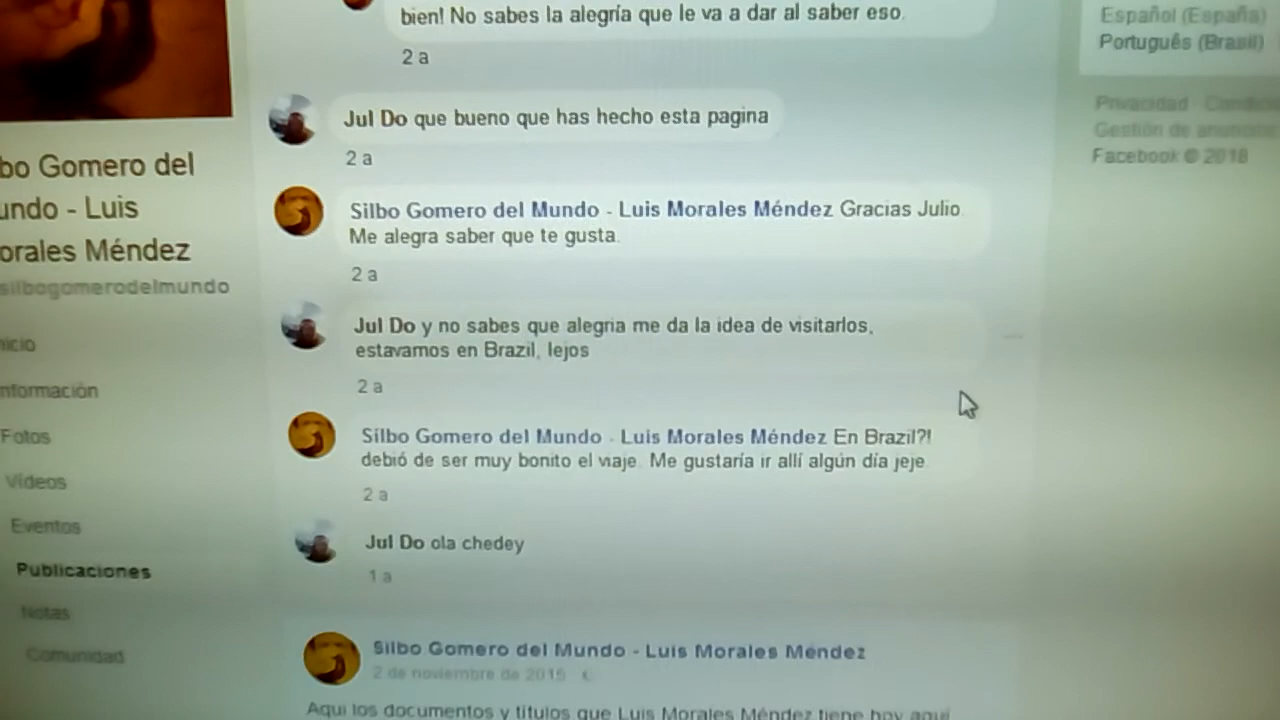 bien! No sabes la alegría que le va a dar al saber eso.
2 a
Jul Do que bueno que has hecho esta pagina
2 a
Silbo Gomero del Mundo - Luis Morales Méndez Gracias Julio.
Me alegra saber que te gusta.
2 a
Jul Do y no sabes que alegria me da la idea de visitarlos,
estavamos en Brazil, lejos
2 a
Silbo Gomero del Mundo - Luis Morales Méndez En Brazil?!
debió de ser muy bonito el viaje. Me gustaría ir allí algún día jeje
2 a
Jul Do ola chedey
1 a
Silbo Gomero del Mundo - Luis Morales Méndez
2 de noviembre de 2015
Aquí los documentos y títulos que Luis Morales Méndez tiene hoy aquí
bo Gomero del
undo - Luis
orales Méndez
silbogomerodelmundo
nicio
nformación
Fotos
Vídeos
Eventos
Publicaciones
Notas
Comunidad
Español (España)
Português (Brasil)
Privacidad · Condicio
Gestión de anuncios
Facebook © 2018